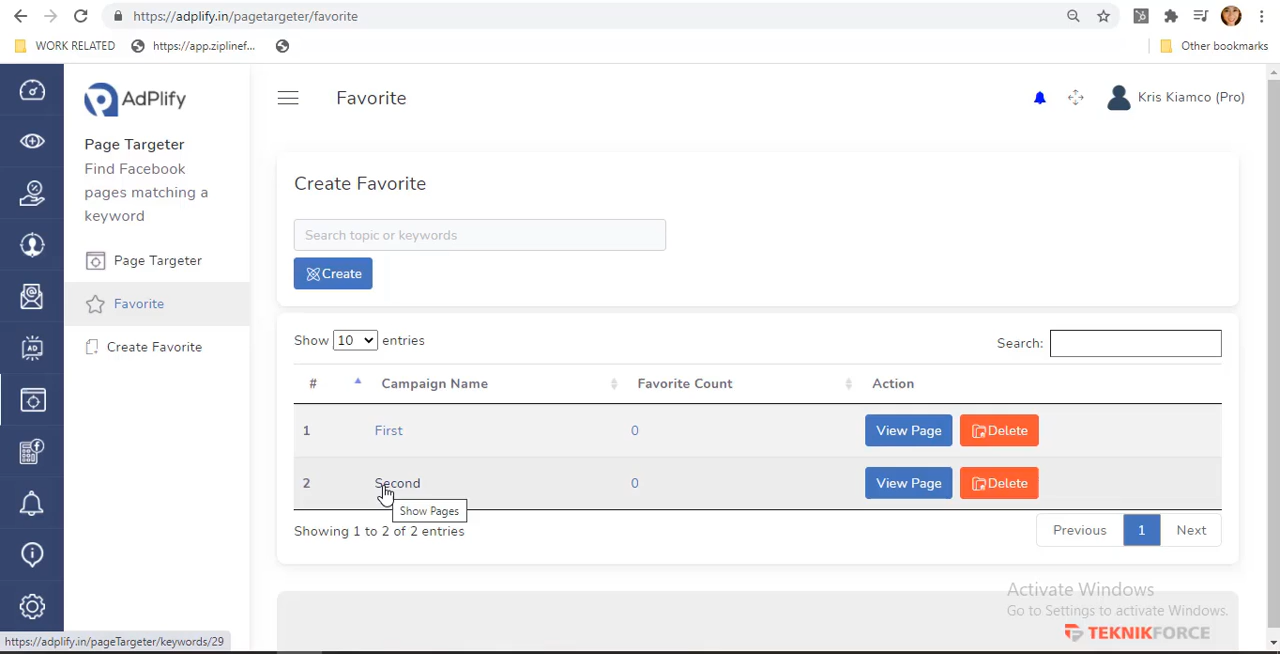 https://adplify.in/pagetargeter/favorite
WORK RELATED
https://app.ziplinef...
Other bookmarks
AdPlify
Page Targeter
Find Facebook
pages matching a
keyword
Page Targeter
Favorite
Create Favorite
Favorite
Kris Kiamco (Pro)
Create Favorite
Search topic or keywords
Create
Show 10 entries
Search:
# Campaign Name Favorite Count Action
1 First 0 View Page Delete
2 Second 0 View Page Delete
Show Pages
Showing 1 to 2 of 2 entries
Previous 1 Next
Activate Windows
Go to Settings to activate Windows.
TEKNIKFORCE
AD
https://adplify.in/pageTargeter/keywords/29